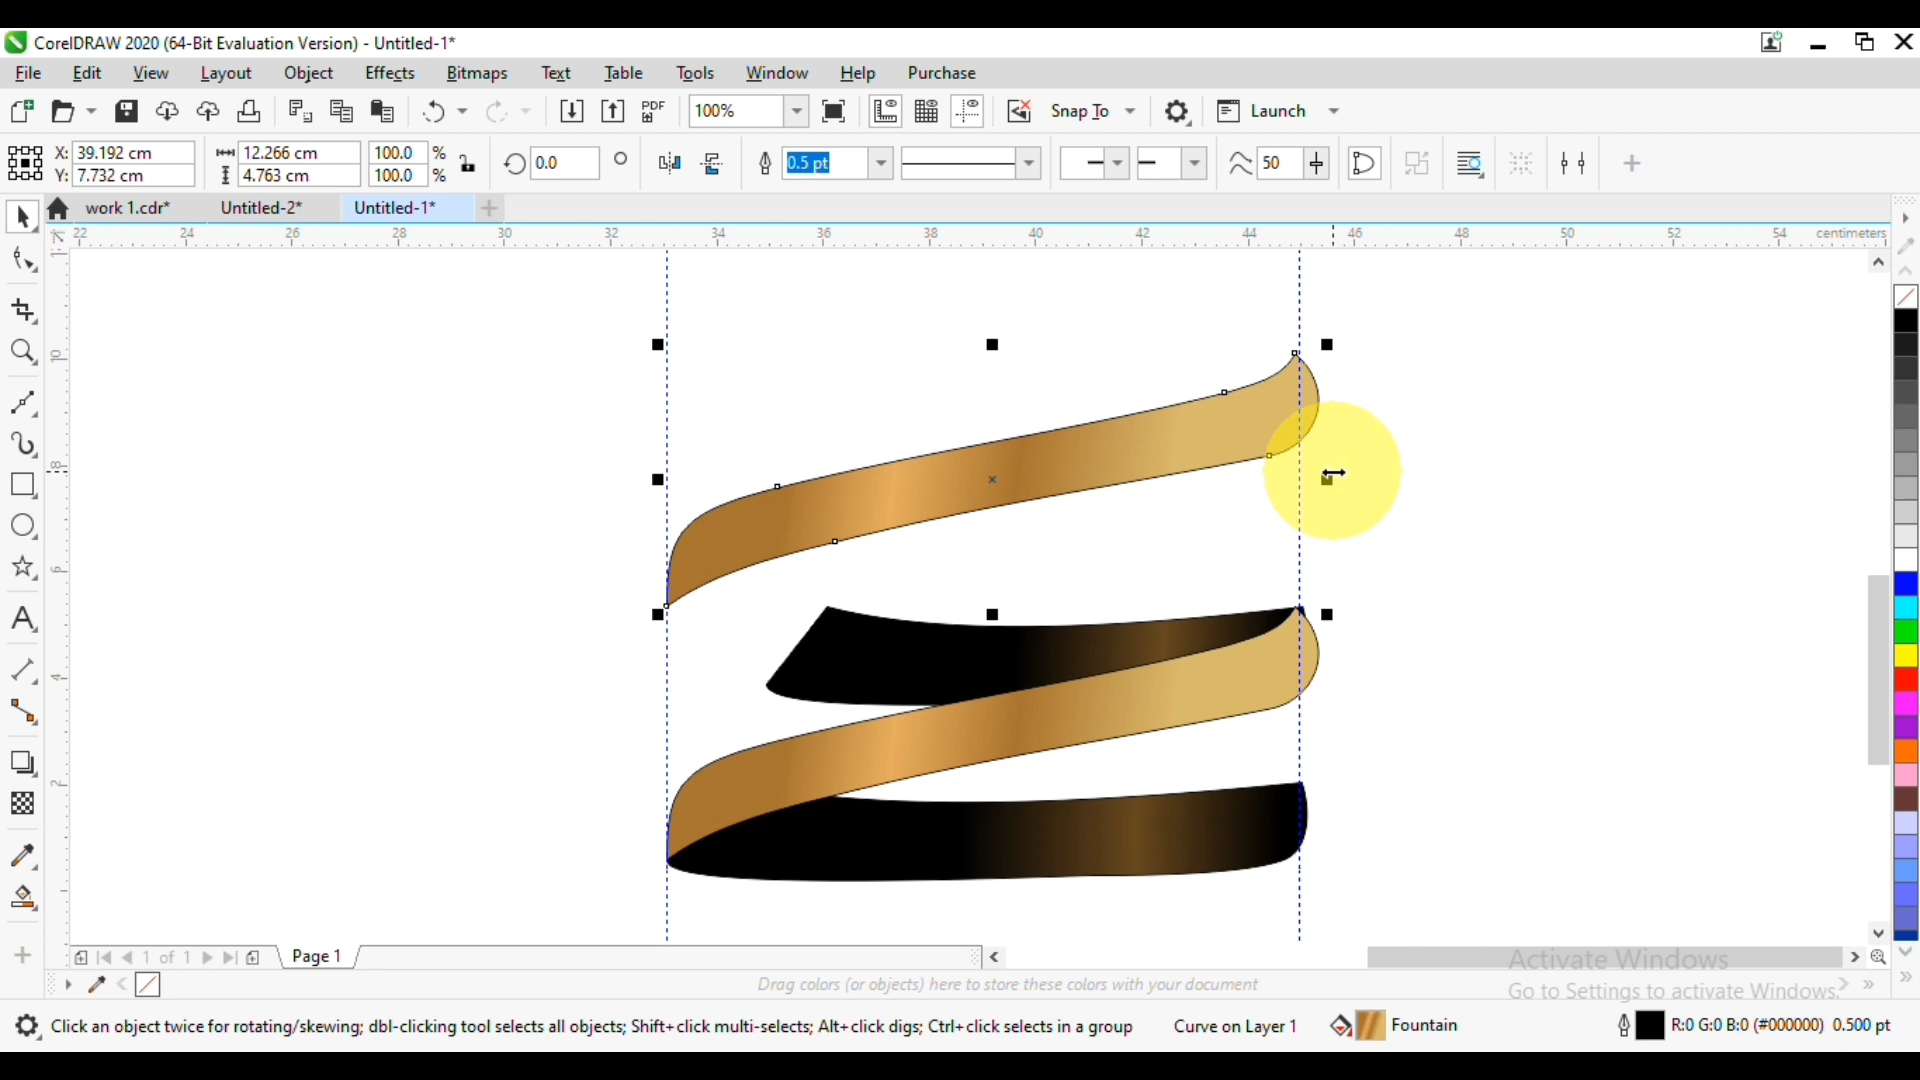 CorelDRAW 2020 (64-Bit Evaluation Version) - Untitled-1*
File Edit View Layout Object Effects Bitmaps Text Table Tools Window Help Purchase
PDF 100% Snap To Launch
X: 39.192 cm 12.266 cm 100.0 % 0.0 0.5 pt 50
Y: 7.732 cm 4.763 cm 100.0 %
work 1.cdr* Untitled-2* Untitled-1*
22 24 26 28 30 32 34 36 38 40 42 44 46 48 50 52 54 centimeters
10
8
6
4
2
1 of 1 Page 1
Activate Windows
Drag colors (or objects) here to store these colors with your document
Go to Settings to activate Windows.
Click an object twice for rotating/skewing; dbl-clicking tool selects all objects; Shift+click multi-selects; Alt+click digs; Ctrl+click selects in a group Curve on Layer 1 Fountain R:0 G:0 B:0 (#000000) 0.500 pt